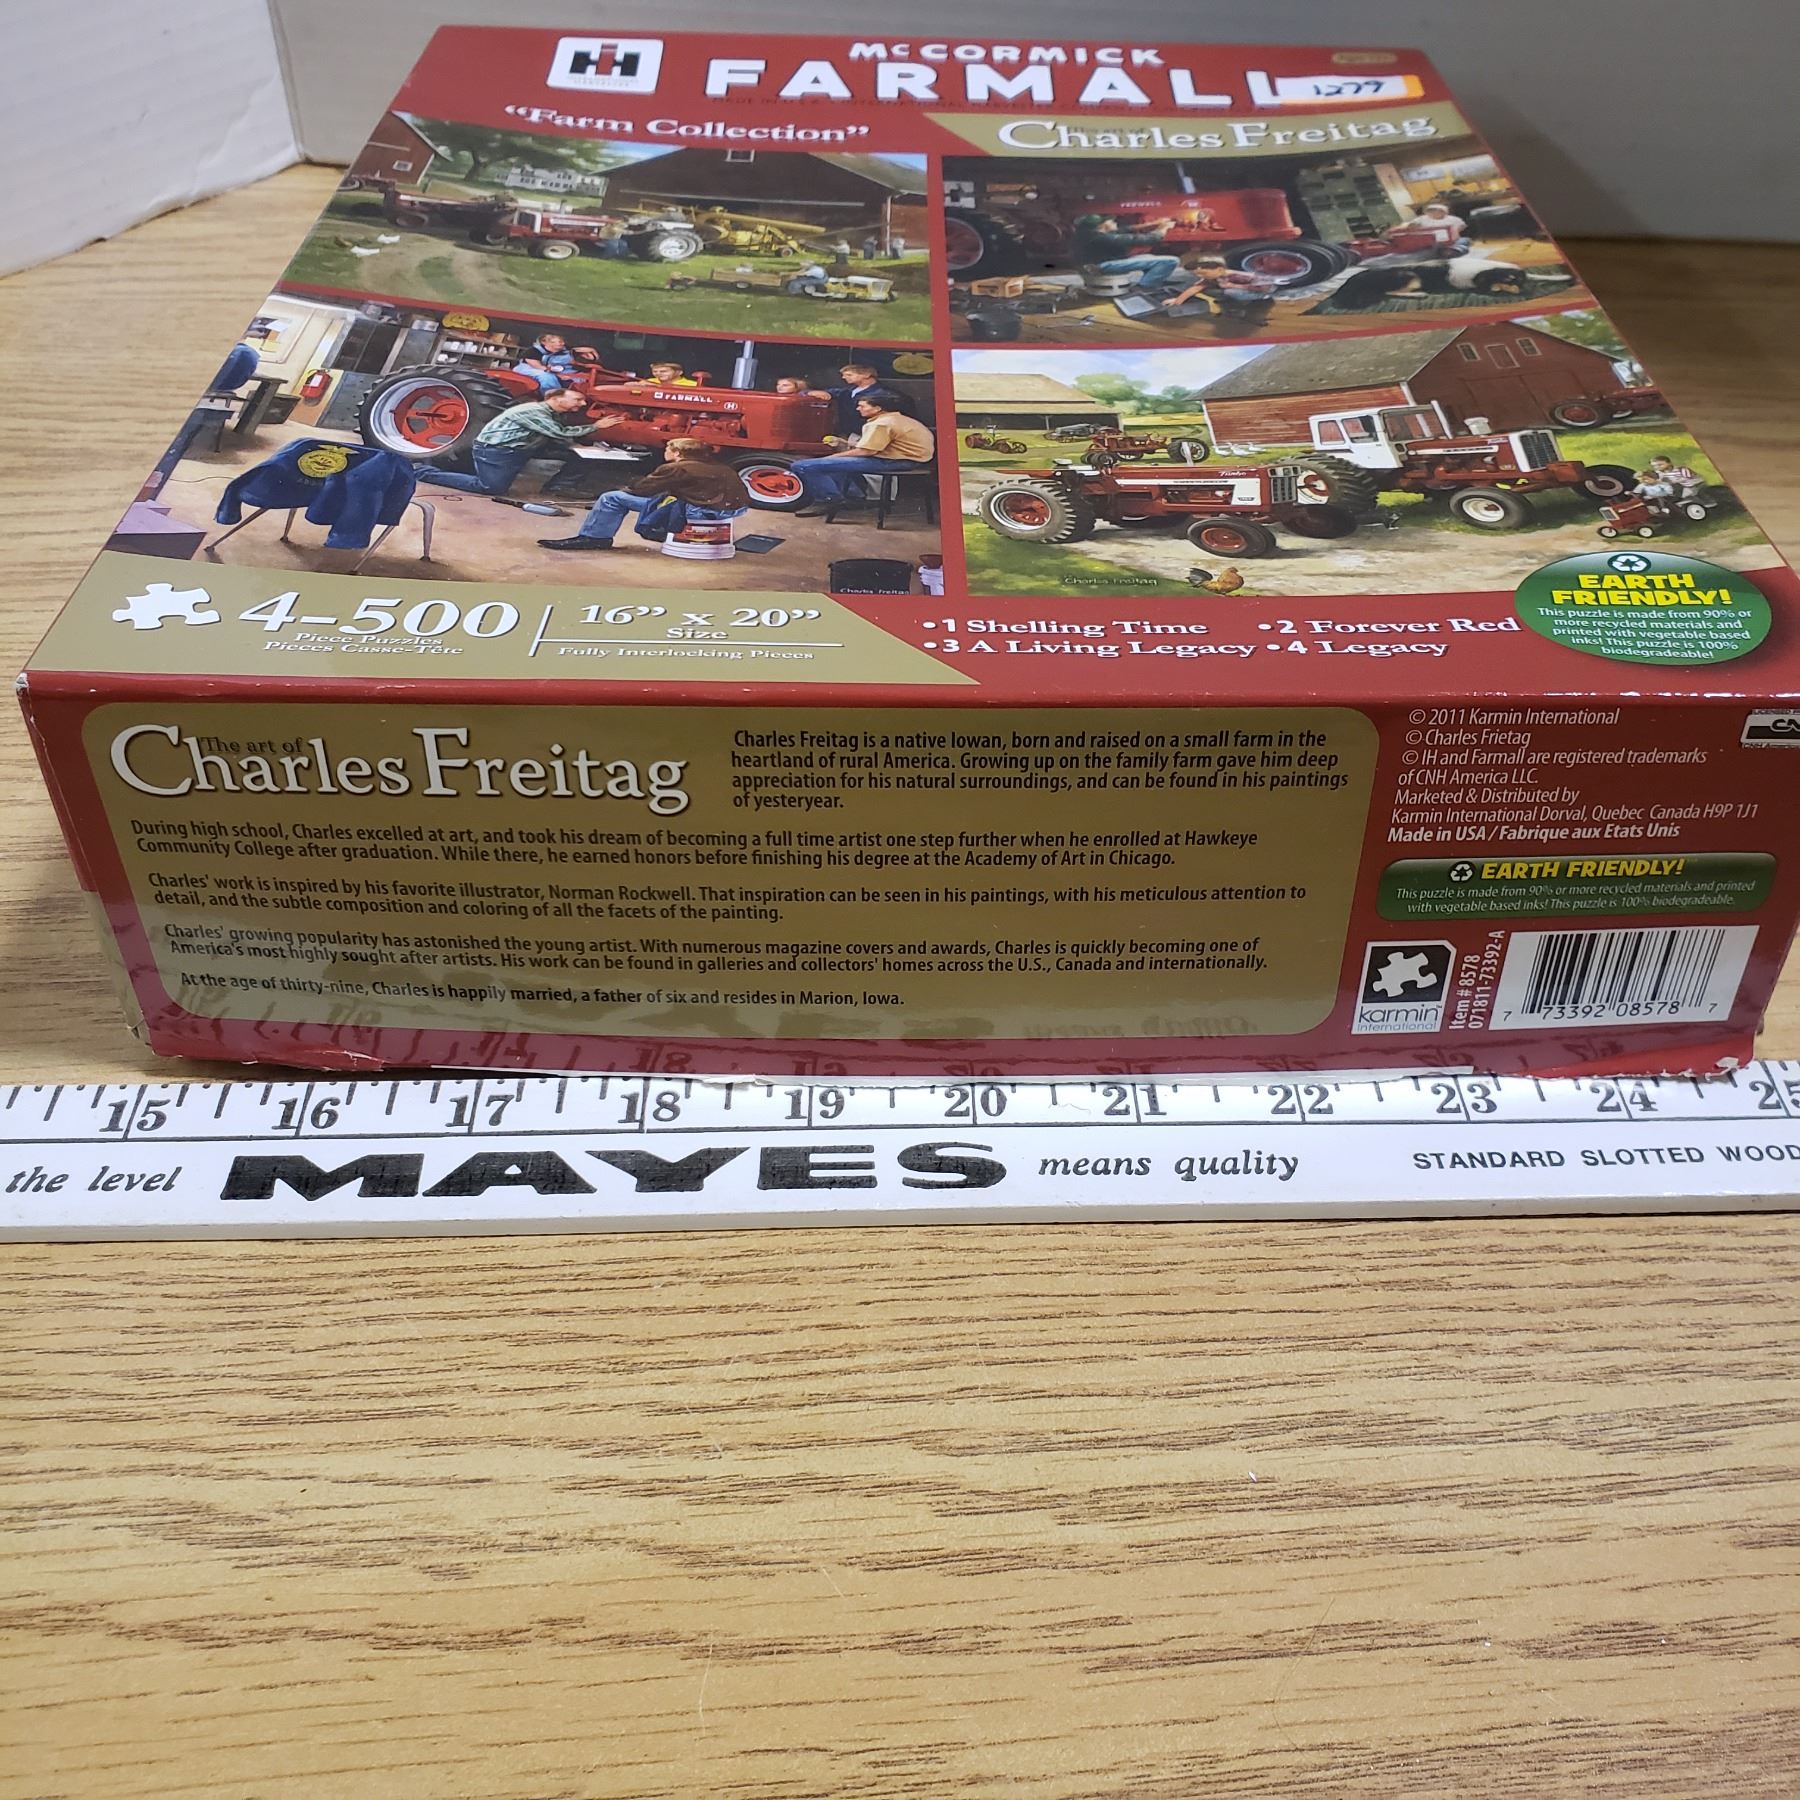 IH
McCORMICK
FARMALL
1279
"Farm Collection"
The art of
Charles Freitag
FARMALL H
Charles Freitag
Charles Freitag
4-500
Piece Puzzles
Pieces Casse-Tête
16" x 20"
Size
Fully Interlocking Pieces
•1 Shelling Time •2 Forever Red
•3 A Living Legacy •4 Legacy
EARTH
FRIENDLY!
This puzzle is made from 90% or
more recycled materials and
printed with vegetable based
inks! This puzzle is 100%
biodegradeable!
The art of
Charles Freitag
Charles Freitag is a native Iowan, born and raised on a small farm in the
heartland of rural America. Growing up on the family farm gave him deep
appreciation for his natural surroundings, and can be found in his paintings
of yesteryear.
During high school, Charles excelled at art, and took his dream of becoming a full time artist one step further when he enrolled at Hawkeye
Community College after graduation. While there, he earned honors before finishing his degree at the Academy of Art in Chicago.
Charles' work is inspired by his favorite illustrator, Norman Rockwell. That inspiration can be seen in his paintings, with his meticulous attention to
detail, and the subtle composition and coloring of all the facets of the painting.
Charles' growing popularity has astonished the young artist. With numerous magazine covers and awards, Charles is quickly becoming one of
America's most highly sought after artists. His work can be found in galleries and collectors' homes across the U.S., Canada and internationally.
At the age of thirty-nine, Charles is happily married, a father of six and resides in Marion, Iowa.
© 2011 Karmin International
© Charles Frietag
© IH and Farmall are registered trademarks
of CNH America LLC.
Marketed & Distributed by
Karmin International Dorval, Quebec Canada H9P 1J1
Made in USA / Fabrique aux Etats Unis
EARTH FRIENDLY!
This puzzle is made from 90% or more recycled materials and printed
with vegetable based inks! This puzzle is 100% biodegradeable.
karmin
international
Item # 8578
071811-73392-A
7 73392 08578 7
15 16 17 18 19 20 21 22 23 24 25
the level MAYES means quality STANDARD SLOTTED WOOD